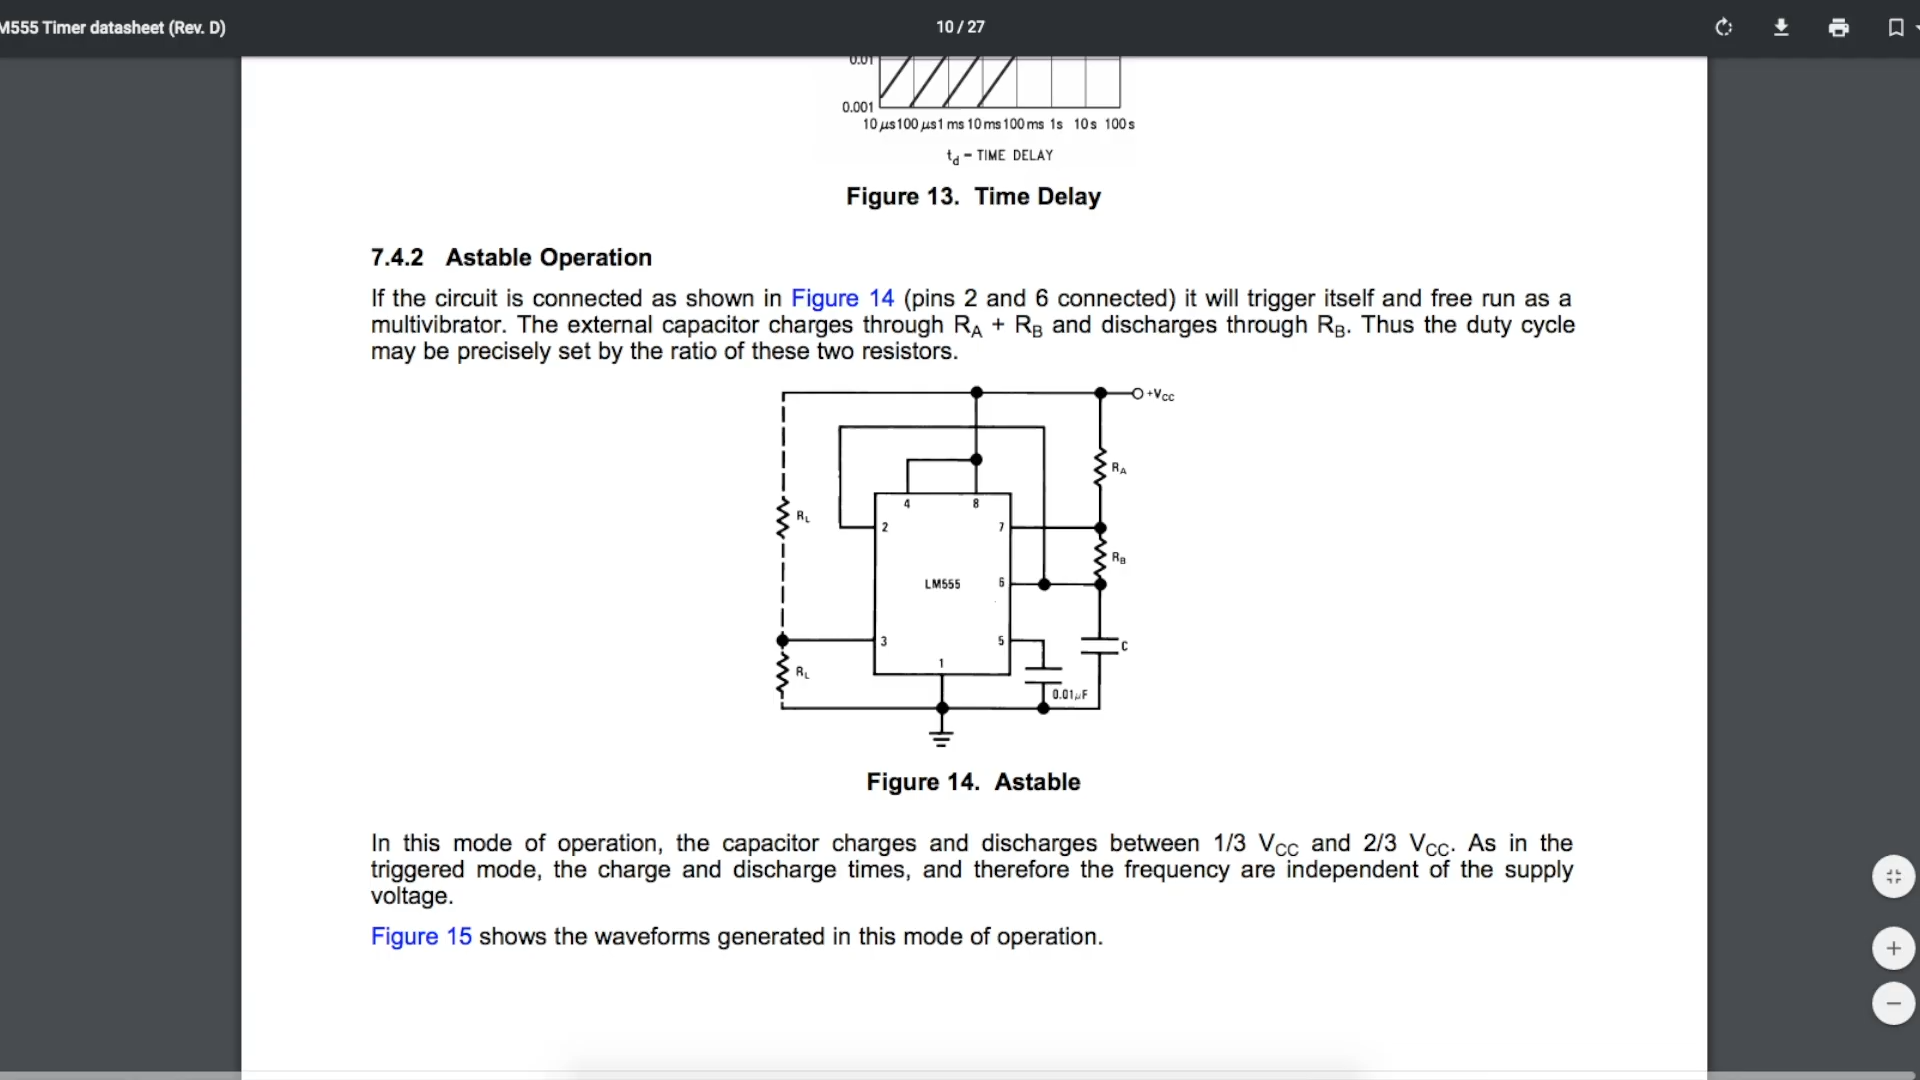 M555 Timer datasheet (Rev. D)
10 / 27
0.01
0.001
10 µs 100 µs 1 ms 10 ms 100 ms 1s 10s 100s
td – TIME DELAY
Figure 13. Time Delay
7.4.2 Astable Operation
If the circuit is connected as shown in Figure 14 (pins 2 and 6 connected) it will trigger itself and free run as a
multivibrator. The external capacitor charges through RA + RB and discharges through RB. Thus the duty cycle
may be precisely set by the ratio of these two resistors.
+VCC
RA
4
8
RL
2
7
RB
LM555
6
3
5
C
1
RL
0.01µF
Figure 14. Astable
In this mode of operation, the capacitor charges and discharges between 1/3 VCC and 2/3 VCC. As in the
triggered mode, the charge and discharge times, and therefore the frequency are independent of the supply
voltage.
Figure 15 shows the waveforms generated in this mode of operation.